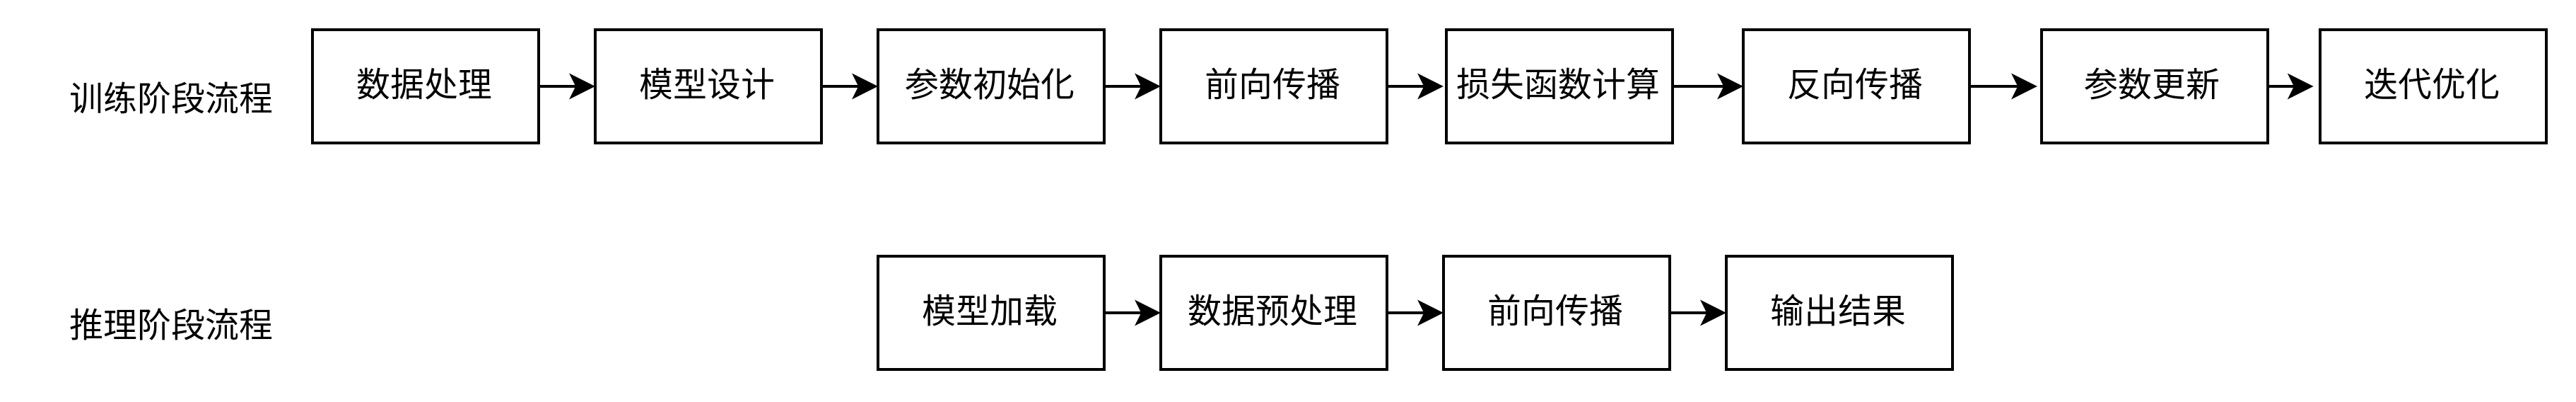 训练阶段流程
数据处理
模型设计
参数初始化
前向传播
损失函数计算
反向传播
参数更新
迭代优化
推理阶段流程
模型加载
数据预处理
前向传播
输出结果